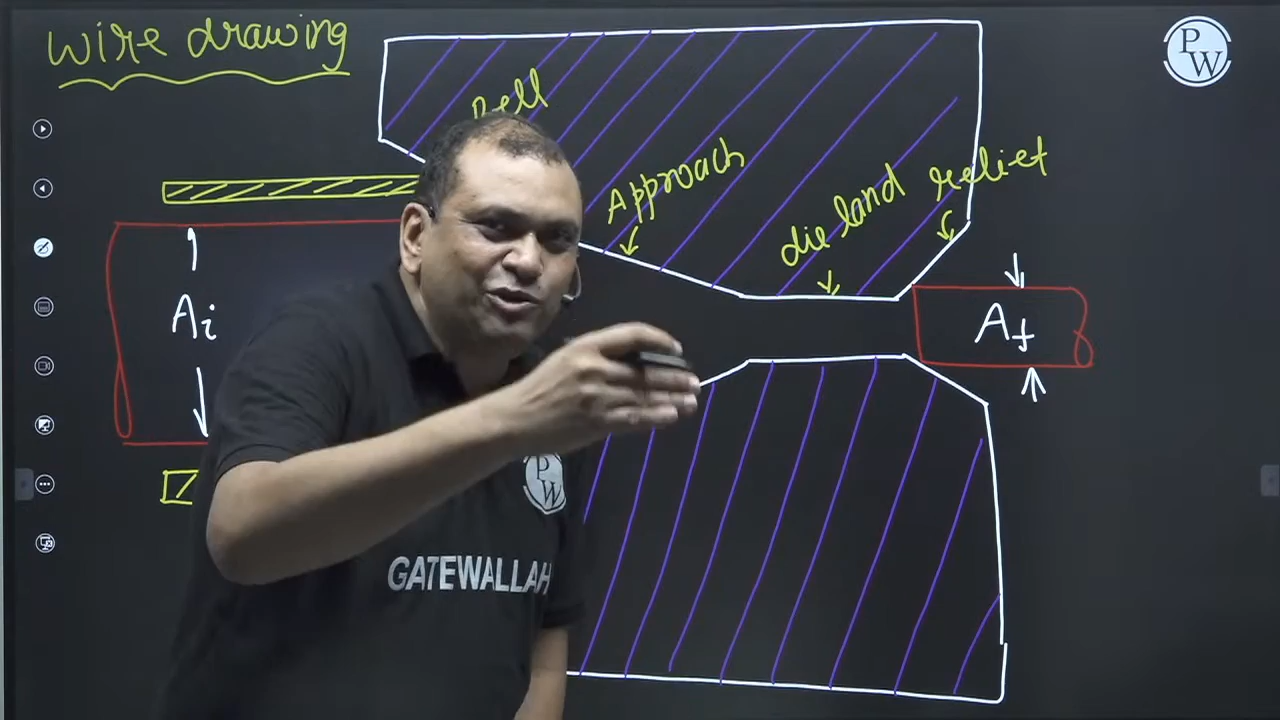 wire drawing
PW
Bell
Approach
die land
relief
Ai
Af
PW
GATEWALLAH